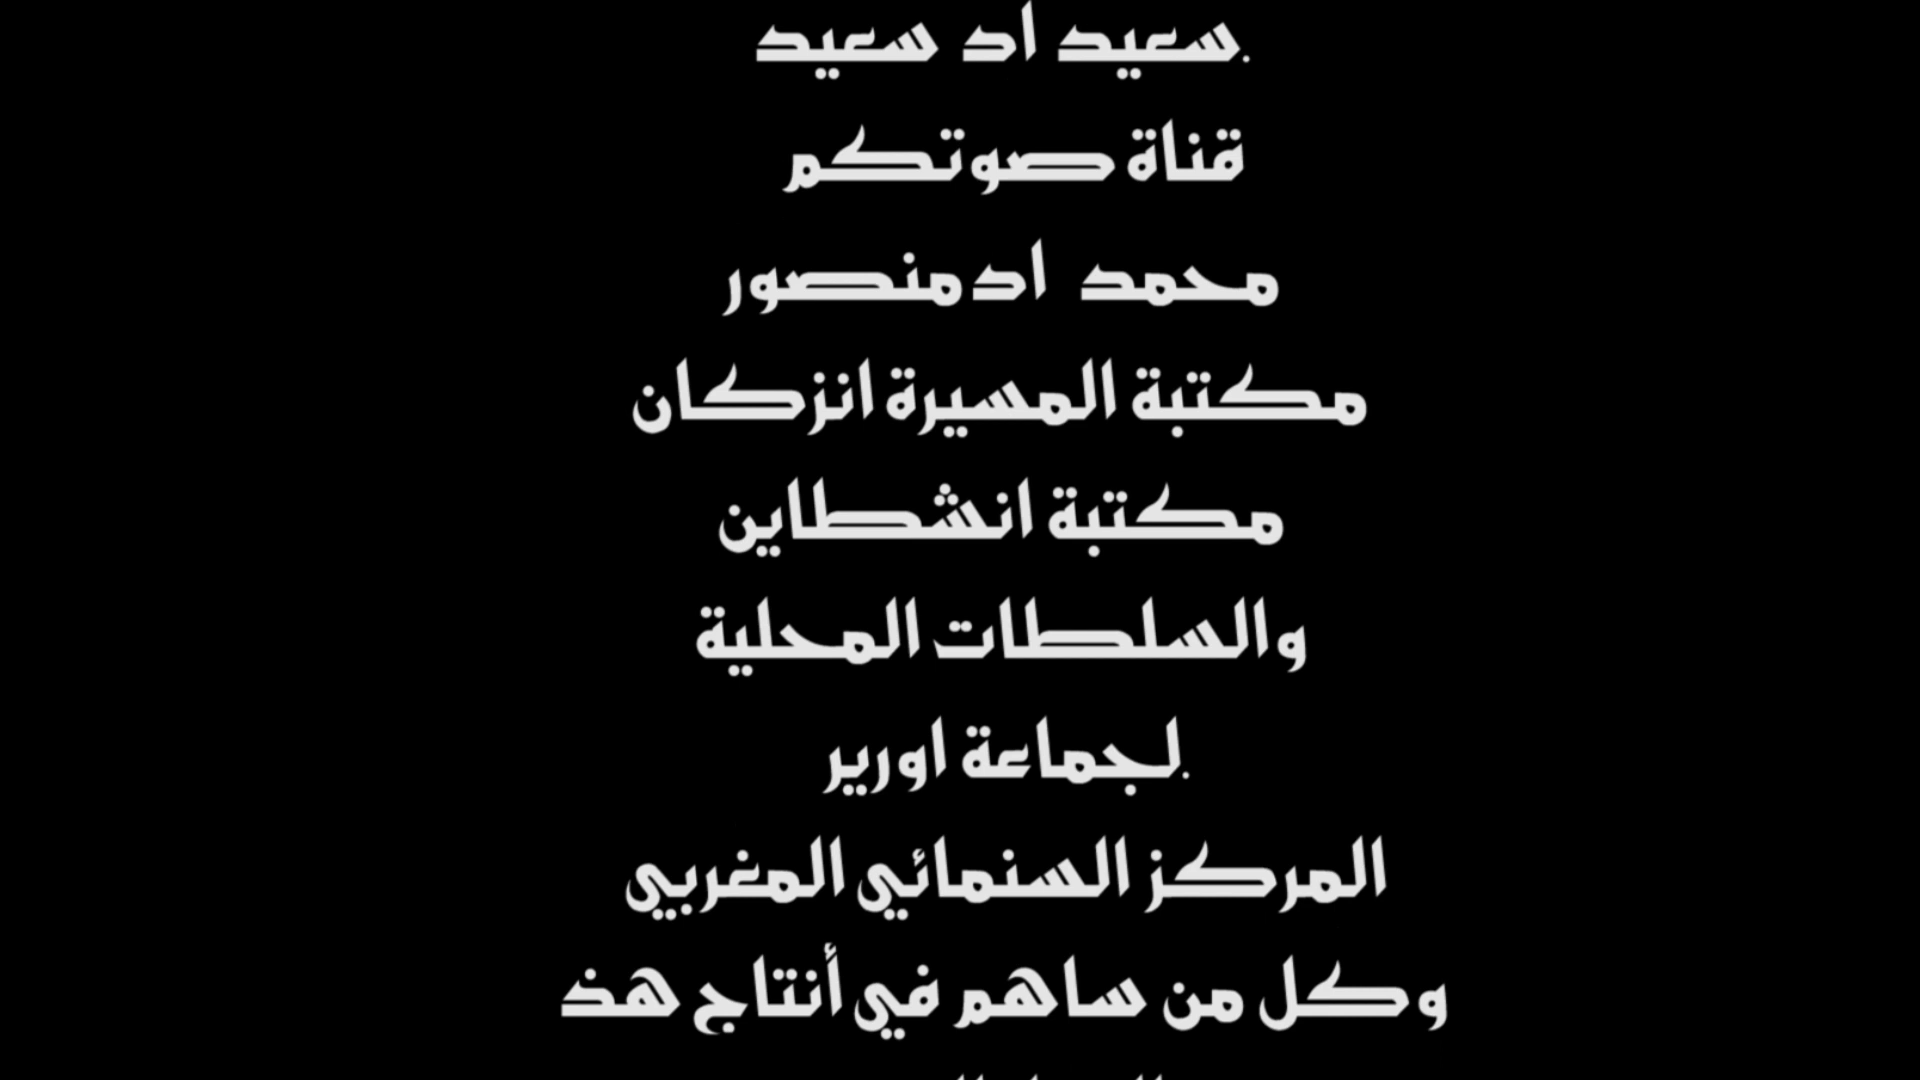 سعيد اد سعيد.
قناة صوتكم
محمد اد منصور
مكتبة المسيرة انزكان
مكتبة انشطاين
والسلطات المحلية
لجماعة اورير.
المركز السنمائي المغربي
وكل من ساهم في أنتاج هذ